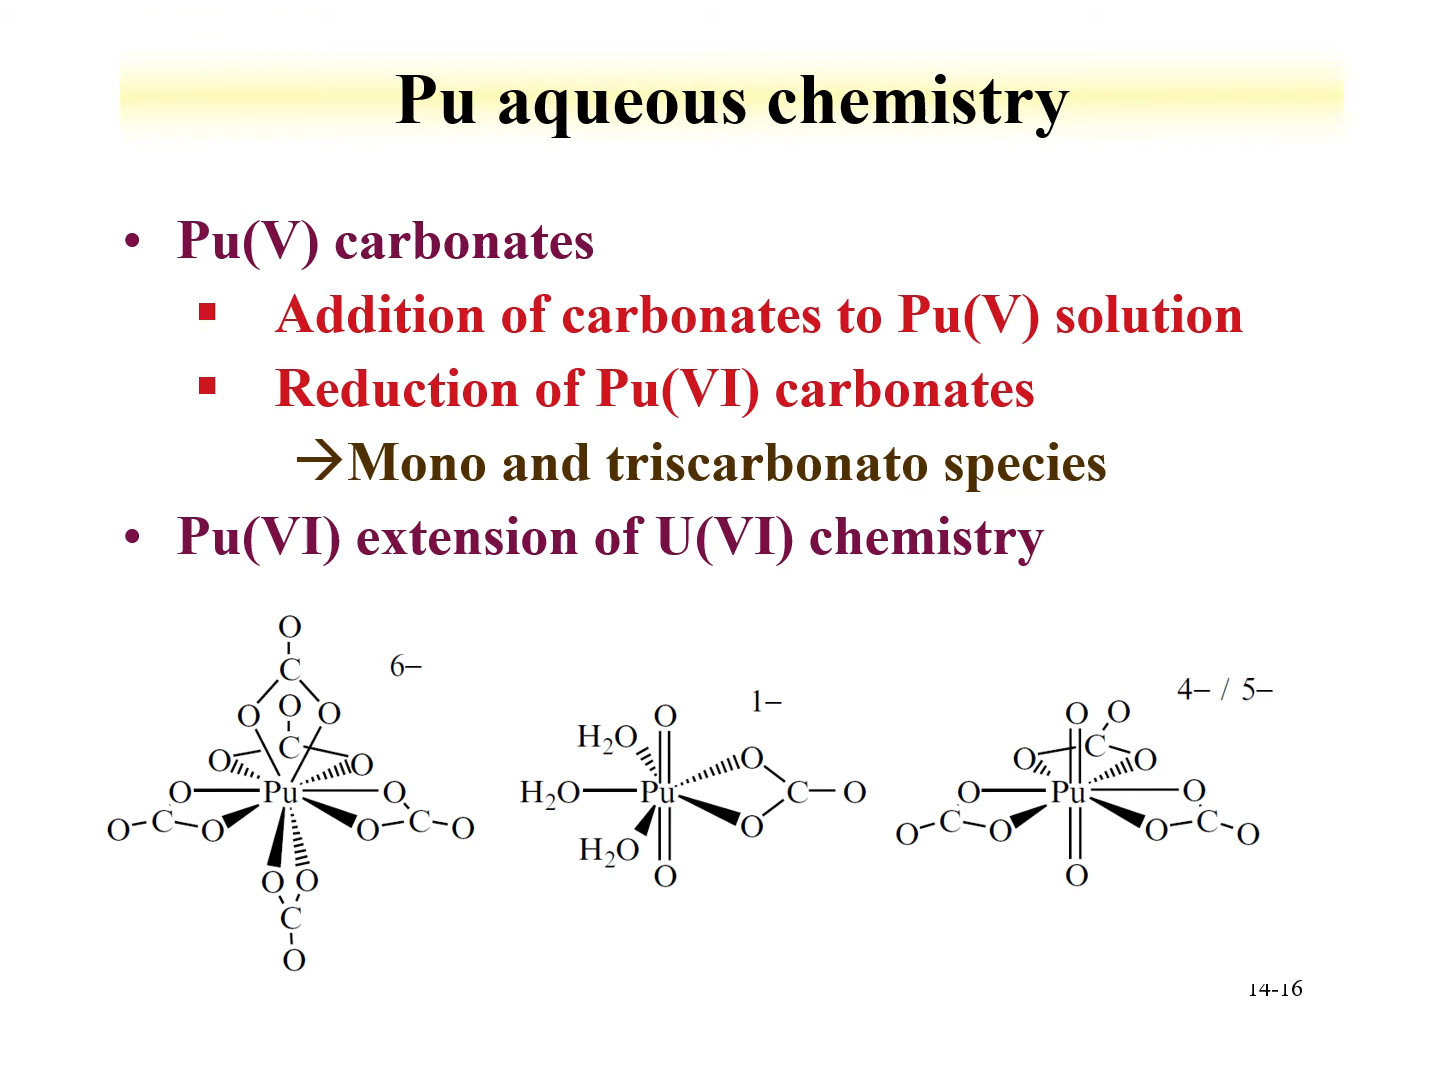 Pu aqueous chemistry
• Pu(V) carbonates
▪ Addition of carbonates to Pu(V) solution
▪ Reduction of Pu(VI) carbonates
→Mono and triscarbonato species
• Pu(VI) extension of U(VI) chemistry
O
C
6–
O O O
C
O O
O Pu O
O C O O C O
O O
C
O
1–
H₂O O
O
H₂O Pu C O
O
H₂O
O
4– / 5–
O O
C
O O
O Pu O
O C O O C O
O
14-16